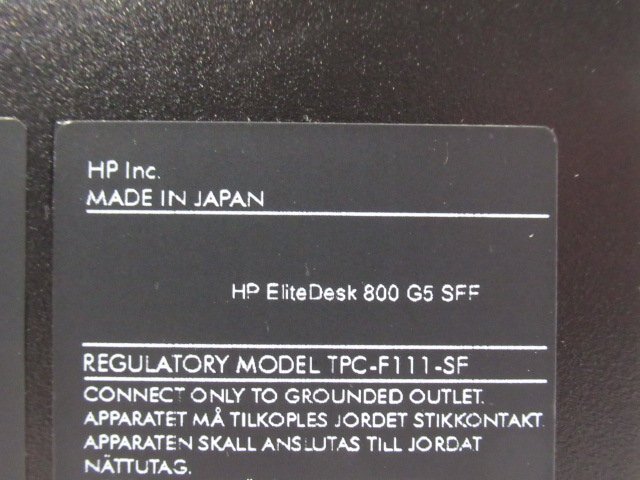 HP Inc.
MADE IN JAPAN
HP EliteDesk 800 G5 SFF
REGULATORY MODEL TPC-F111-SF
CONNECT ONLY TO GROUNDED OUTLET.
APPARATET MÅ TILKOPLES JORDET STIKKONTAKT
APPARATEN SKALL ANSLUTAS TILL JORDAT
NÄTTUTAG.